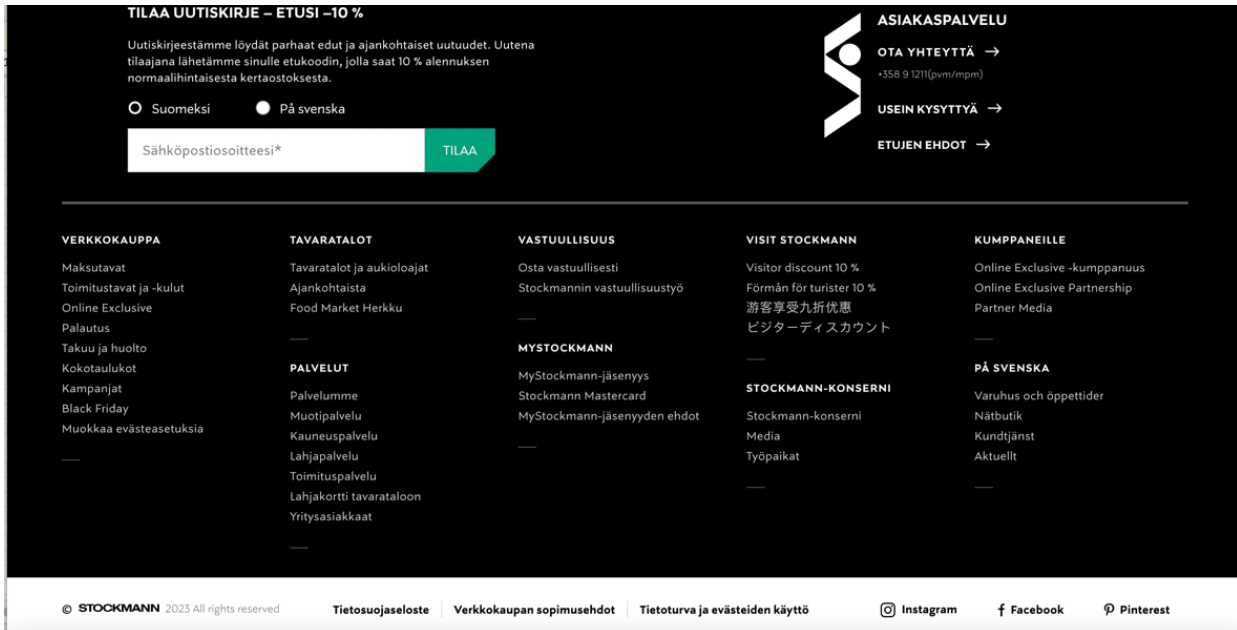 TILAA UUTISKIRJE – ETUSI –10 %
Uutiskirjeestämme löydät parhaat edut ja ajankohtaiset uutuudet. Uutena
tilaajana lähetämme sinulle etukoodin, jolla saat 10 % alennuksen
normaalihintaisesta kertaostoksesta.
Suomeksi
På svenska
Sähköpostiosoitteesi*
TILAA
ASIAKASPALVELU
OTA YHTEYTTÄ →
+358 9 1211(pvm/mpm)
USEIN KYSYTTYÄ →
ETUJEN EHDOT →
VERKKOKAUPPA
Maksutavat
Toimitustavat ja -kulut
Online Exclusive
Palautus
Takuu ja huolto
Kokotaulukot
Kampanjat
Black Friday
Muokkaa evästeasetuksia
TAVARATALOT
Tavaratalot ja aukioloajat
Ajankohtaista
Food Market Herkku
PALVELUT
Palvelumme
Muotipalvelu
Kauneuspalvelu
Lahjapalvelu
Toimituspalvelu
Lahjakortti tavarataloon
Yritysasiakkaat
VASTUULLISUUS
Osta vastuullisesti
Stockmannin vastuullisuustyö
MYSTOCKMANN
MyStockmann-jäsenyys
Stockmann Mastercard
MyStockmann-jäsenyyden ehdot
VISIT STOCKMANN
Visitor discount 10 %
Förmån för turister 10 %
游客享受九折优惠
ビジターディスカウント
STOCKMANN-KONSERNI
Stockmann-konserni
Media
Työpaikat
KUMPPANEILLE
Online Exclusive -kumppanuus
Online Exclusive Partnership
Partner Media
PÅ SVENSKA
Varuhus och öppettider
Nätbutik
Kundtjänst
Aktuellt
© STOCKMANN 2023 All rights reserved
Tietosuojaseloste
Verkkokaupan sopimusehdot
Tietoturva ja evästeiden käyttö
Instagram
Facebook
Pinterest